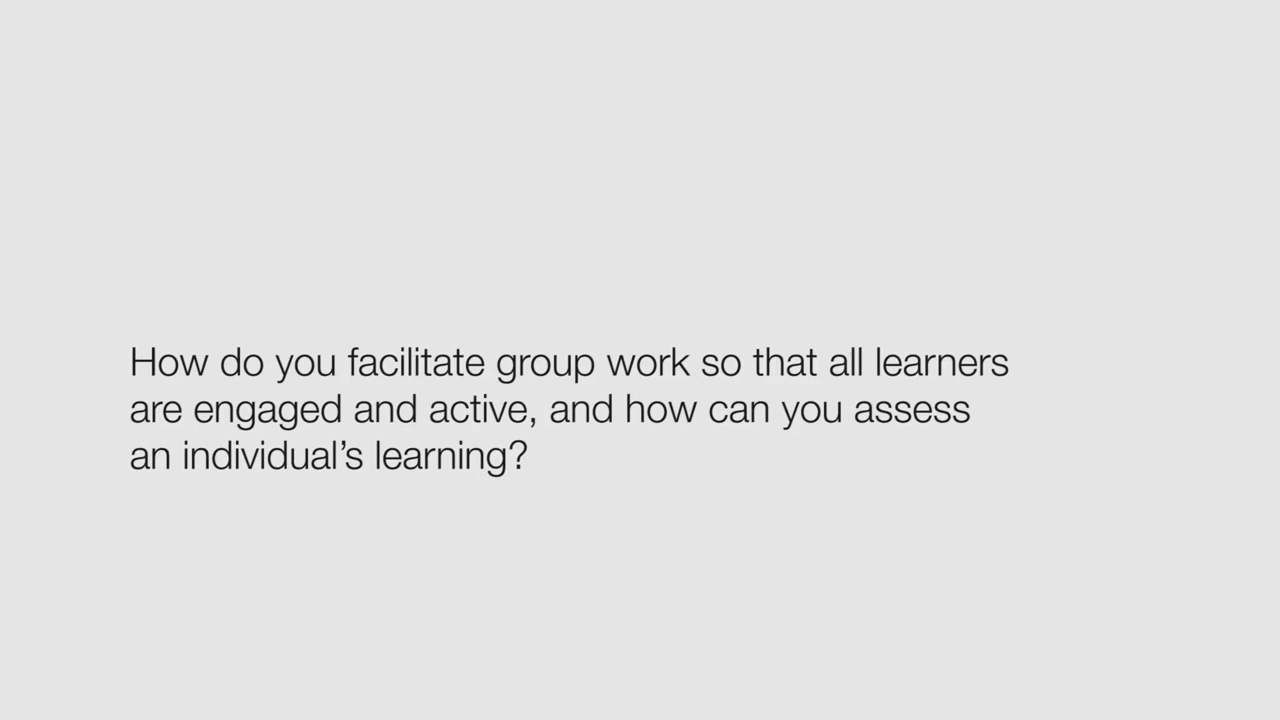 How do you facilitate group work so that all learners
are engaged and active, and how can you assess
an individual’s learning?